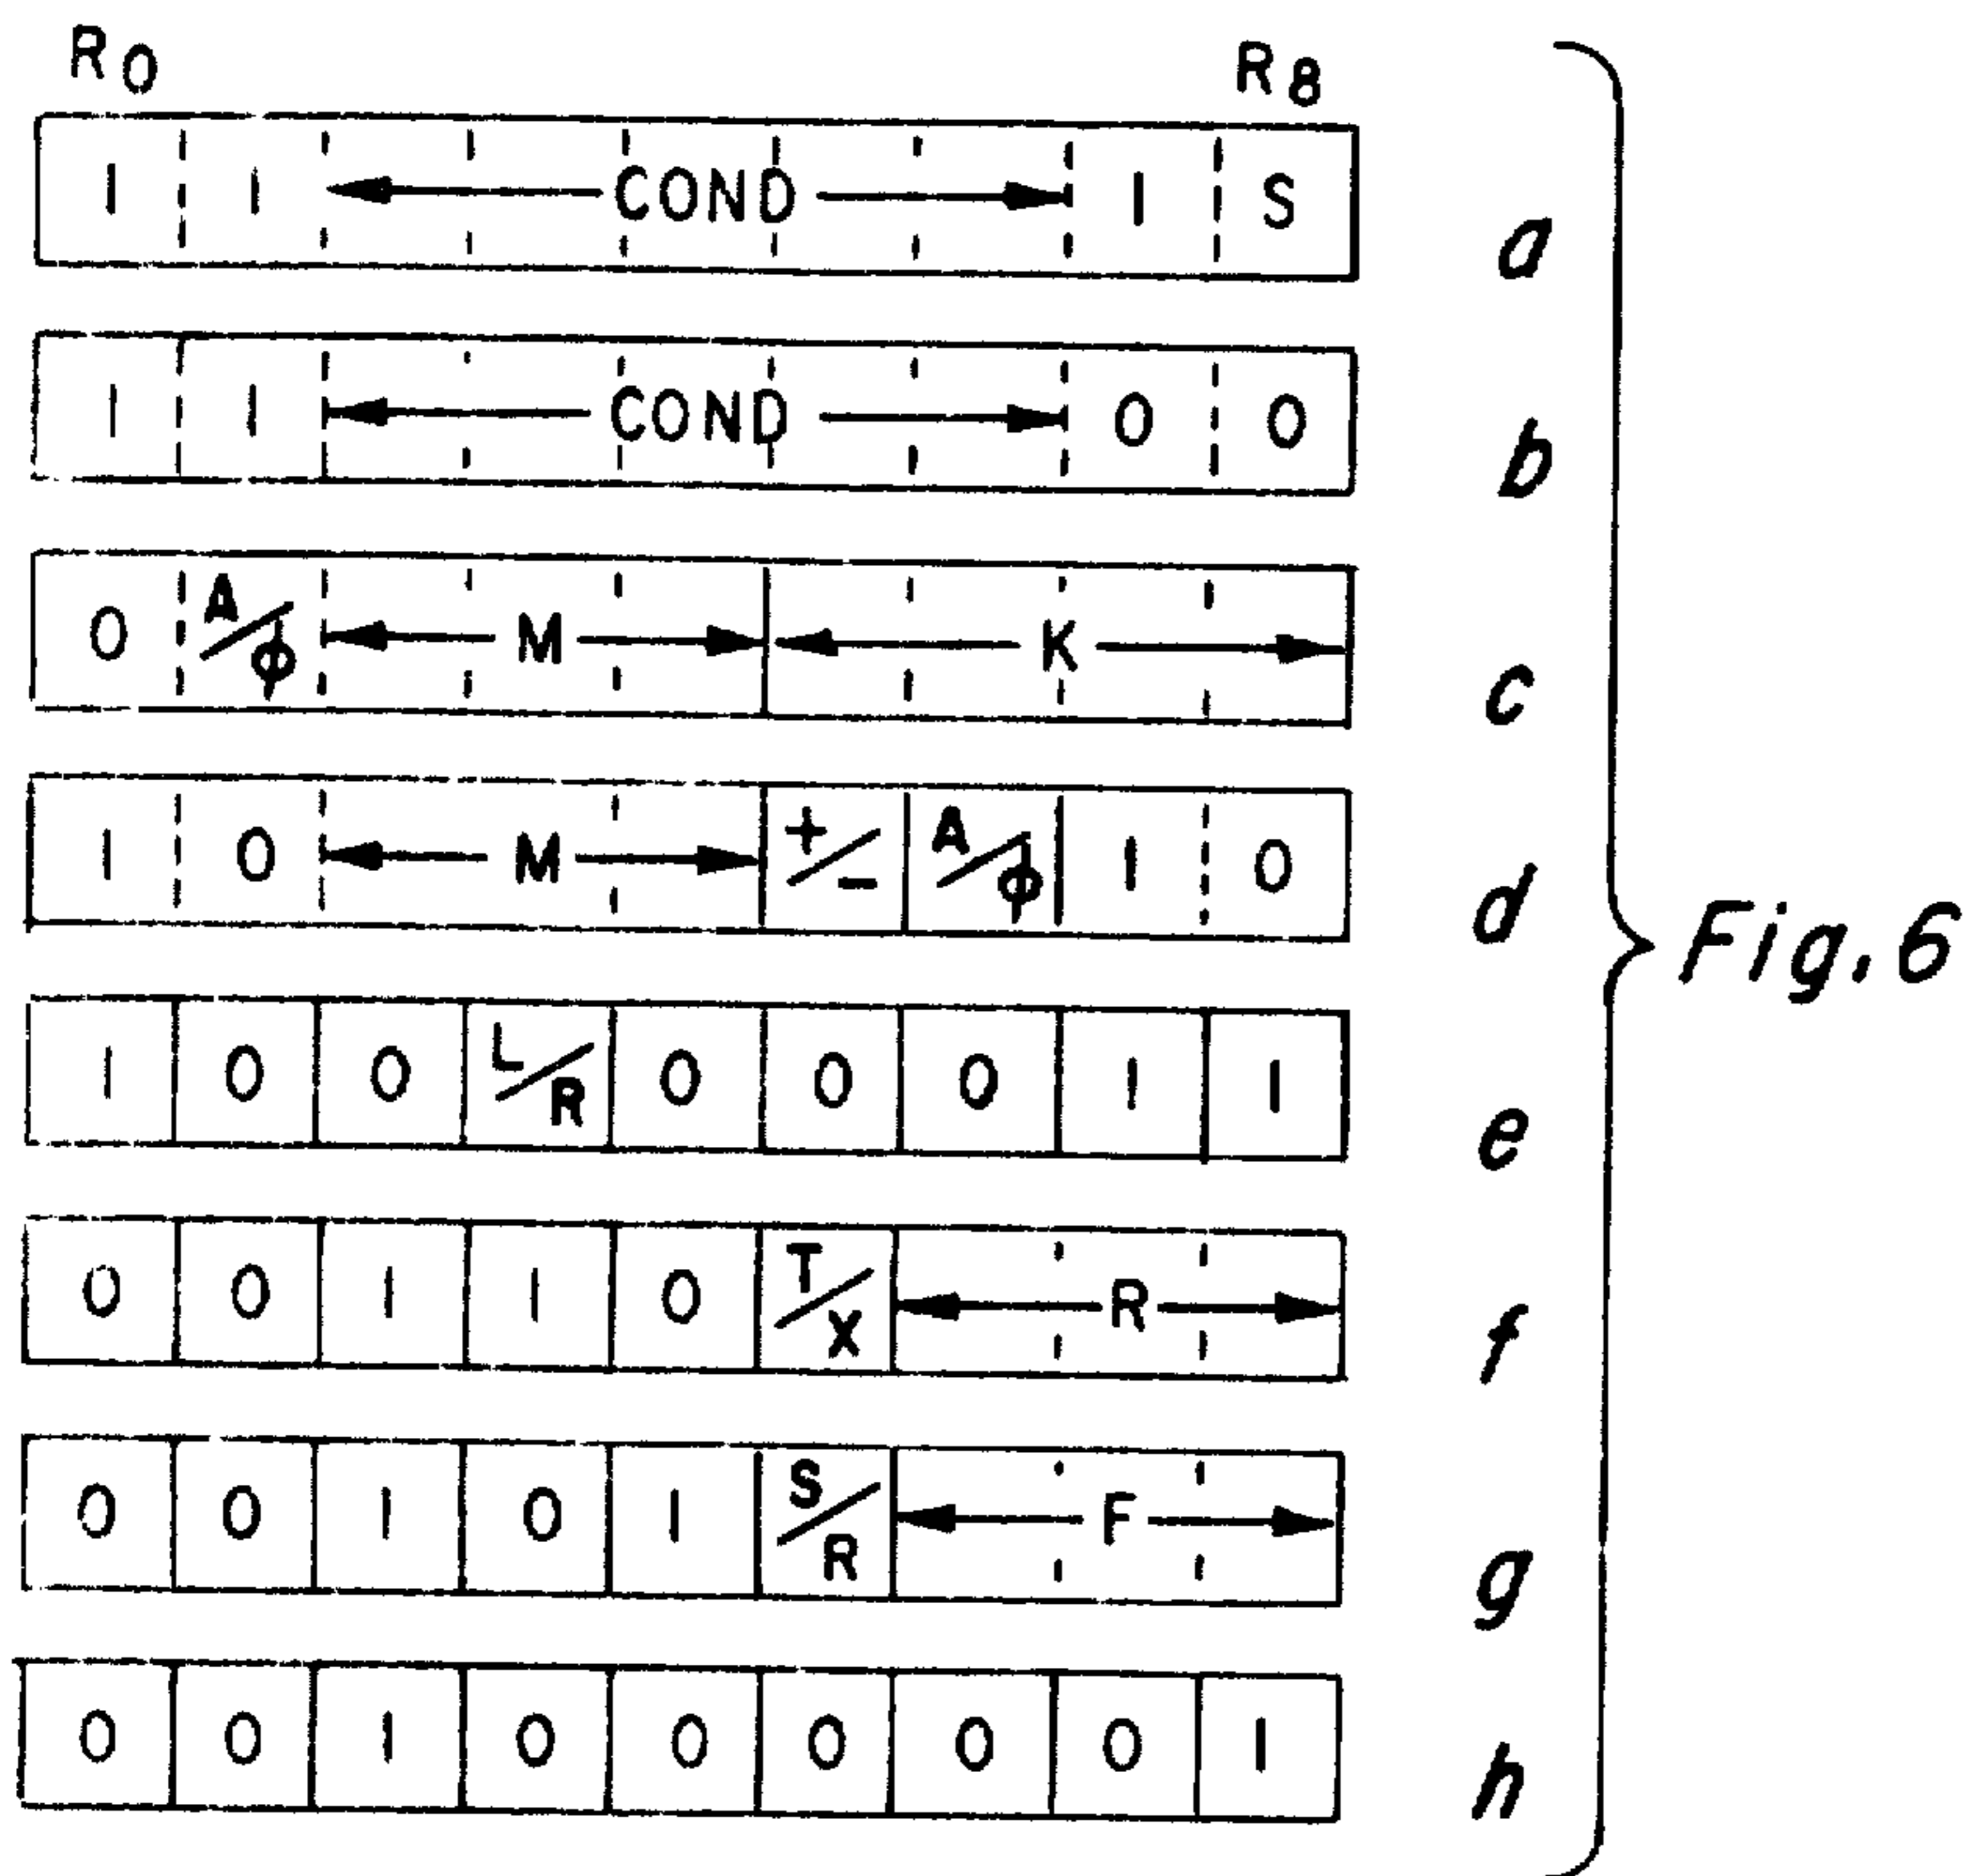 R0 R8
1 1 COND 1 S a
1 1 COND 0 0 b
0 A/ϕ M K c
1 0 M +/- A/ϕ 1 0 d
Fig. 6
1 0 0 L/R 0 0 0 1 1 e
0 0 1 1 0 T/X R f
0 0 1 0 1 S/R F g
0 0 1 0 0 0 0 0 1 h